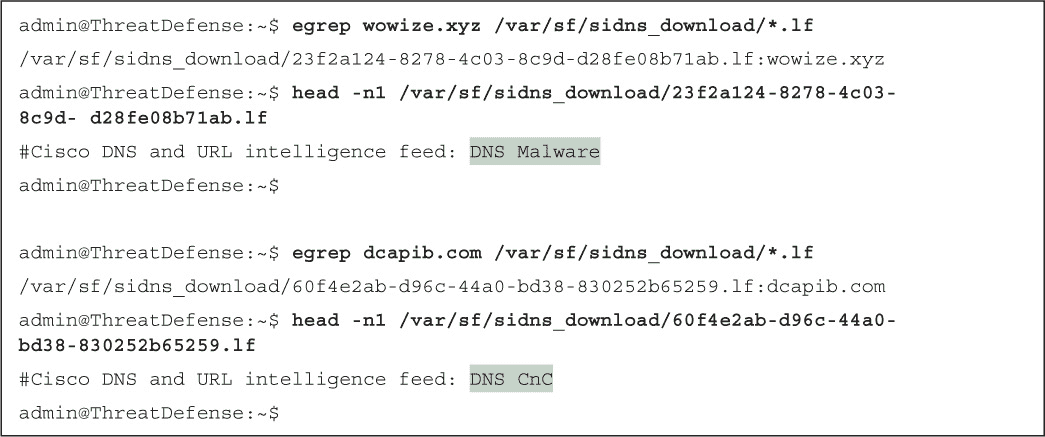 admin@ThreatDefense:~$ egrep wowize.xyz /var/sf/sidns_download/*.lf
/var/sf/sidns_download/23f2a124-8278-4c03-8c9d-d28fe08b71ab.lf:wowize.xyz
admin@ThreatDefense:~$ head -n1 /var/sf/sidns_download/23f2a124-8278-4c03-
8c9d- d28fe08b71ab.lf
#Cisco DNS and URL intelligence feed: DNS Malware
admin@ThreatDefense:~$
admin@ThreatDefense:~$ egrep dcapib.com /var/sf/sidns_download/*.lf
/var/sf/sidns_download/60f4e2ab-d96c-44a0-bd38-830252b65259.lf:dcapib.com
admin@ThreatDefense:~$ head -n1 /var/sf/sidns_download/60f4e2ab-d96c-44a0-
bd38-830252b65259.lf
#Cisco DNS and URL intelligence feed: DNS CnC
admin@ThreatDefense:~$